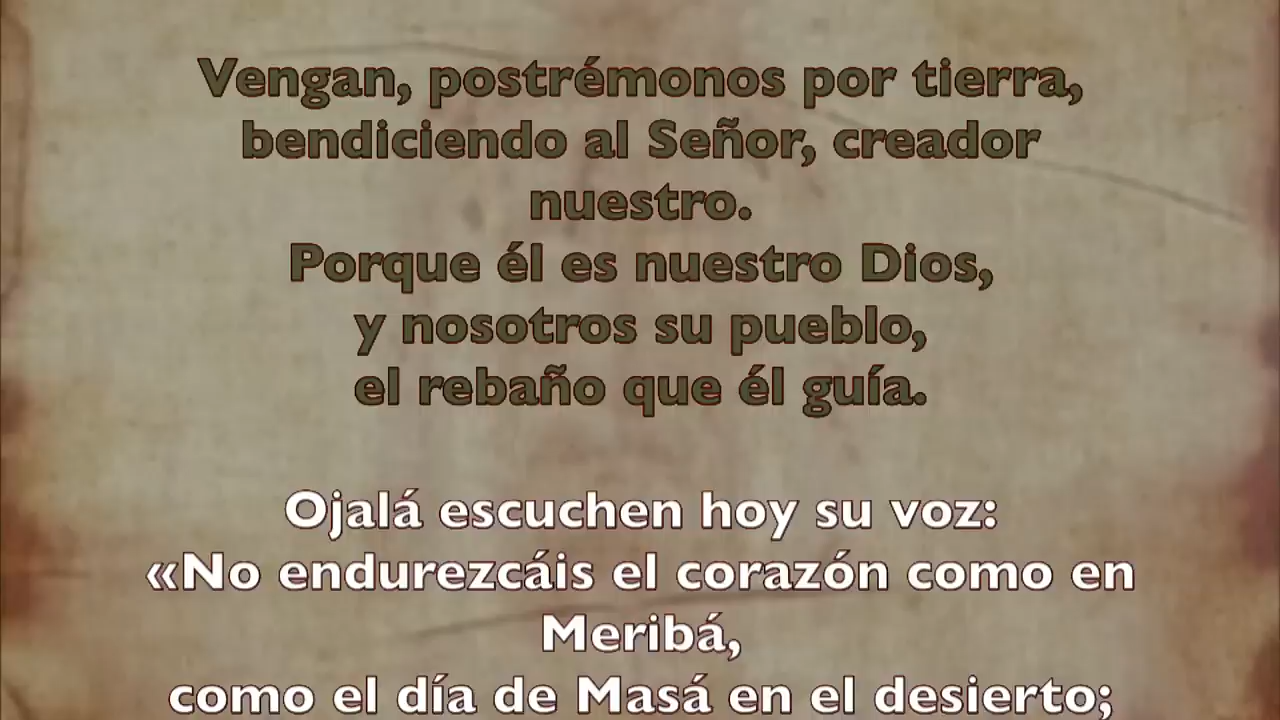 Vengan, postrémonos por tierra,
bendiciendo al Señor, creador
nuestro.
Porque él es nuestro Dios,
y nosotros su pueblo,
el rebaño que él guía.
Ojalá escuchen hoy su voz:
«No endurezcáis el corazón como en
Meribá,
como el día de Masá en el desierto;